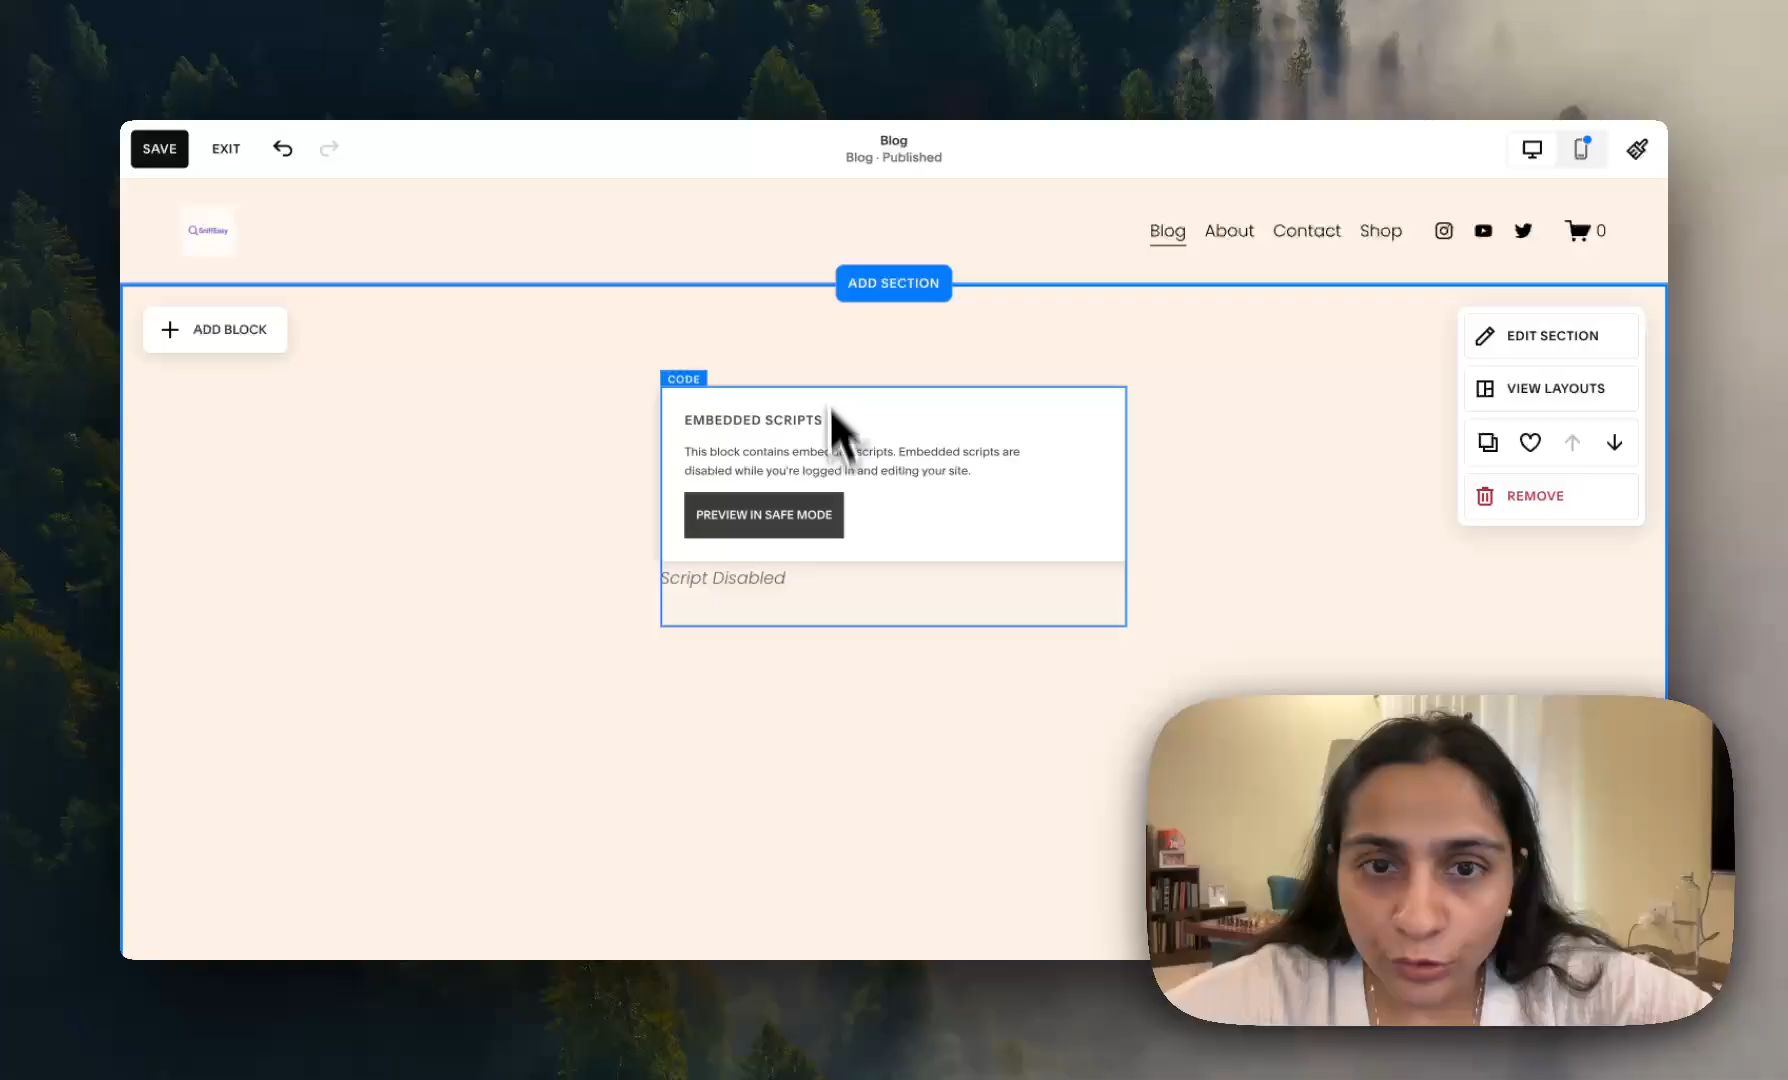 SAVE
EXIT
Blog
Blog · Published
SniffEasy
Blog
About
Contact
Shop
0
ADD SECTION
ADD BLOCK
EDIT SECTION
VIEW LAYOUTS
REMOVE
CODE
EMBEDDED SCRIPTS
This block contains embedded scripts. Embedded scripts are
disabled while you're logged in and editing your site.
PREVIEW IN SAFE MODE
Script Disabled